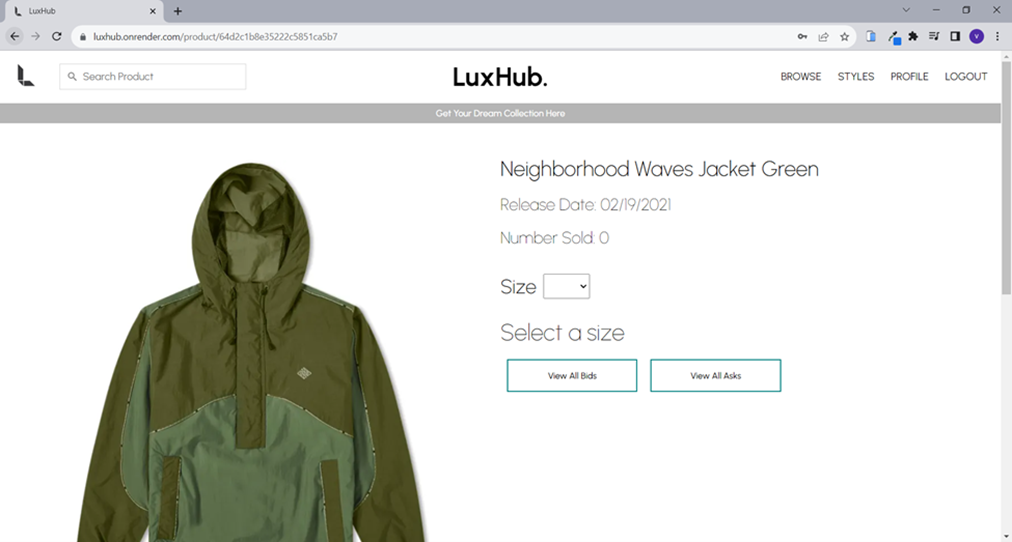 LuxHub
luxhub.onrender.com/product/64d2c1b8e35222c5851ca5b7
V
Search Product
LuxHub.
BROWSE STYLES PROFILE LOGOUT
Get Your Dream Collection Here
Neighborhood Waves Jacket Green
Release Date: 02/19/2021
Number Sold: 0
Size
Select a size
View All Bids View All Asks